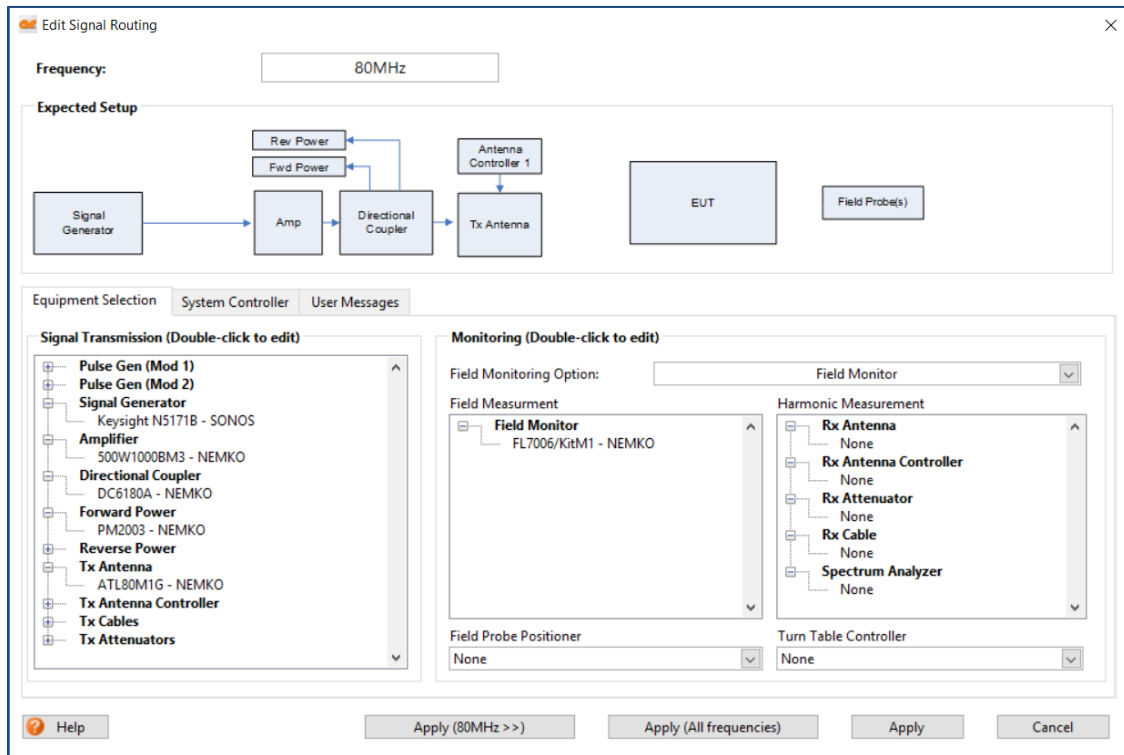 Edit Signal Routing
Frequency:
80MHz
Expected Setup
Rev Power
Fwd Power
Antenna
Controller 1
Signal
Generator
Amp
Directional
Coupler
Tx Antenna
EUT
Field Probe(s)
Equipment Selection
System Controller
User Messages
Signal Transmission (Double-click to edit)
Pulse Gen (Mod 1)
Pulse Gen (Mod 2)
Signal Generator
Keysight N5171B - SONOS
Amplifier
500W1000BM3 - NEMKO
Directional Coupler
DC6180A - NEMKO
Forward Power
PM2003 - NEMKO
Reverse Power
Tx Antenna
ATL80M1G - NEMKO
Tx Antenna Controller
Tx Cables
Tx Attenuators
Monitoring (Double-click to edit)
Field Monitoring Option:
Field Monitor
Field Measurment
Field Monitor
FL7006/KitM1 - NEMKO
Harmonic Measurement
Rx Antenna
None
Rx Antenna Controller
None
Rx Attenuator
None
Rx Cable
None
Spectrum Analyzer
None
Field Probe Positioner
None
Turn Table Controller
None
Help
Apply (80MHz >>)
Apply (All frequencies)
Apply
Cancel